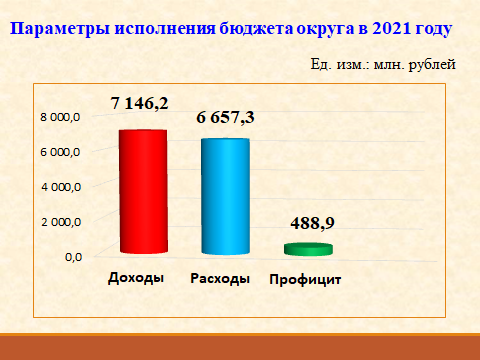 Параметры исполнения бюджета округа в 2021 году
Ед. изм.: млн. рублей
7 146,2
6 657,3
488,9
8 000,0
6 000,0
4 000,0
2 000,0
0,0
Доходы Расходы Профицит